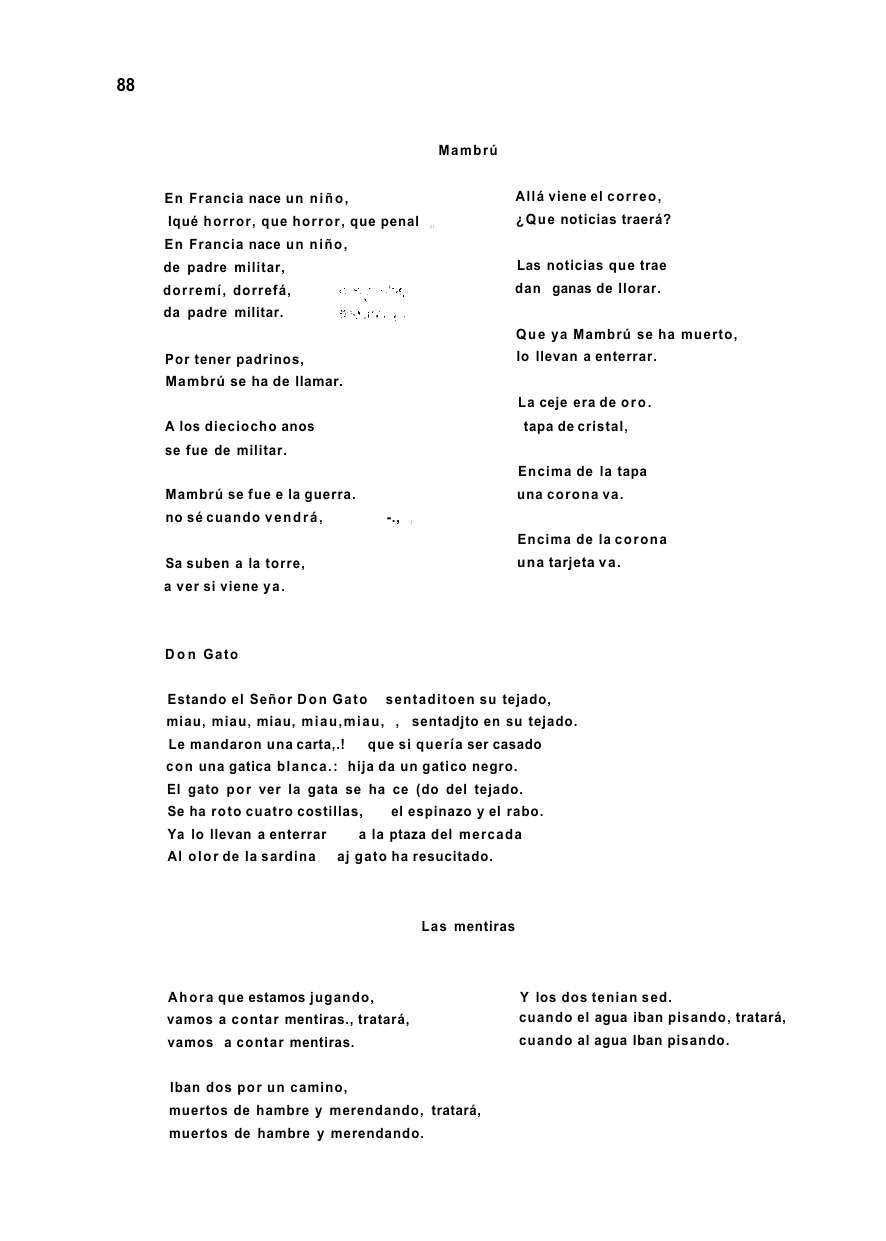 88
Mambrú
En Francia nace un niño,
Iqué horror, que horror, que penal
En Francia nace un niño,
de padre militar,
dorremí, dorrefá,
da padre militar.
Por tener padrinos,
Mambrú se ha de llamar.
A los dieciocho anos
se fue de militar.
Mambrú se fue e la guerra.
no sé cuando vendrá, -.,
Sa suben a la torre,
a ver si viene ya.
Allá viene el correo,
¿Que noticias traerá?
Las noticias que trae
dan ganas de llorar.
Que ya Mambrú se ha muerto,
lo llevan a enterrar.
La ceje era de oro.
tapa de cristal,
Encima de la tapa
una corona va.
Encima de la corona
una tarjeta va.
Don Gato
Estando el Señor Don Gato sentaditoen su tejado,
miau, miau, miau, miau,miau, , sentadjto en su tejado.
Le mandaron una carta,.! que si quería ser casado
con una gatica blanca.: hija da un gatico negro.
El gato por ver la gata se ha ce (do del tejado.
Se ha roto cuatro costillas, el espinazo y el rabo.
Ya lo llevan a enterrar a la ptaza del mercada
Al olor de la sardina aj gato ha resucitado.
Las mentiras
Ahora que estamos jugando,
vamos a contar mentiras., tratará,
vamos a contar mentiras.
Iban dos por un camino,
muertos de hambre y merendando, tratará,
muertos de hambre y merendando.
Y los dos tenian sed.
cuando el agua iban pisando, tratará,
cuando al agua Iban pisando.